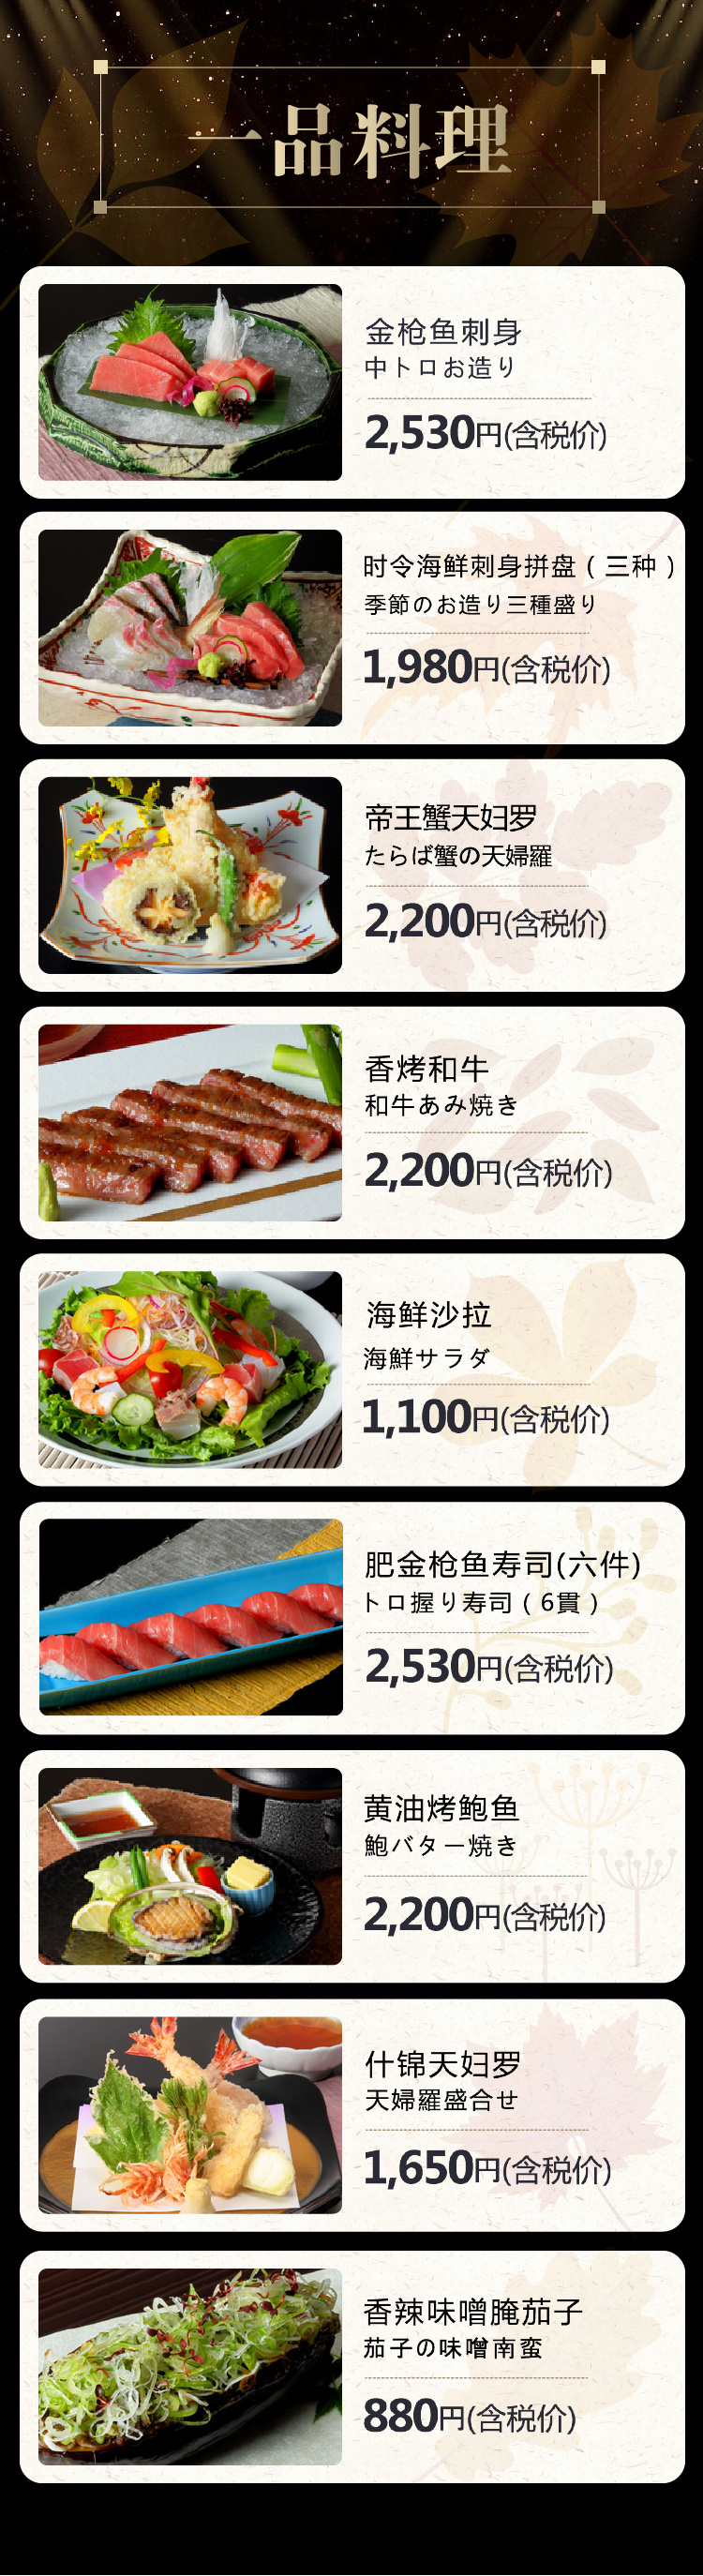 一品料理
金枪鱼刺身
中トロお造り
2,530円(含税价)
时令海鲜刺身拼盘(三种)
季節のお造り三種盛り
1,980円(含税价)
帝王蟹天妇罗
たらば蟹の天婦羅
2,200円(含税价)
香烤和牛
和牛あみ焼き
2,200円(含税价)
海鲜沙拉
海鮮サラダ
1,100円(含税价)
肥金枪鱼寿司(六件)
トロ握り寿司(6貫)
2,530円(含税价)
黄油烤鲍鱼
鮑バター焼き
2,200円(含税价)
什锦天妇罗
天婦羅盛合せ
1,650円(含税价)
香辣味噌腌茄子
茄子の味噌南蛮
880円(含税价)